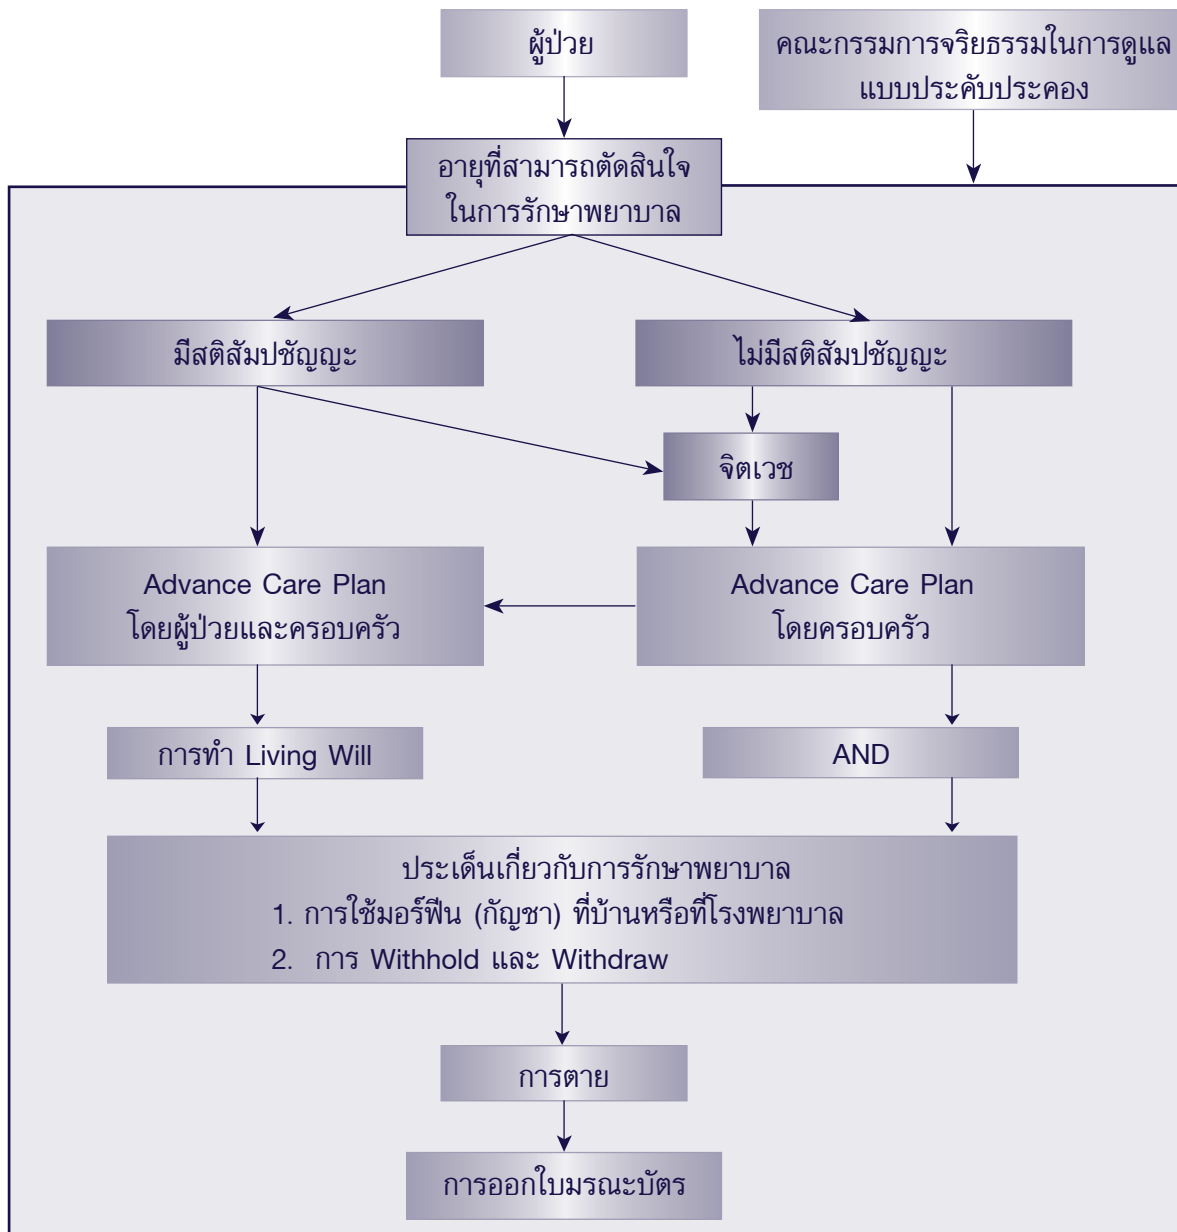 ผู้ป่วย
คณะกรรมการจริยธรรมในการดูแล
แบบประคับประคอง
อายุที่สามารถตัดสินใจ
ในการรักษาพยาบาล
มีสติสัมปชัญญะ
ไม่มีสติสัมปชัญญะ
จิตเวช
Advance Care Plan
โดยผู้ป่วยและครอบครัว
Advance Care Plan
โดยครอบครัว
การทำ Living Will
AND
ประเด็นเกี่ยวกับการรักษาพยาบาล
1. การใช้มอร์ฟีน (กัญชา) ที่บ้านหรือที่โรงพยาบาล
2. การ Withhold และ Withdraw
การตาย
การออกใบมรณะบัตร